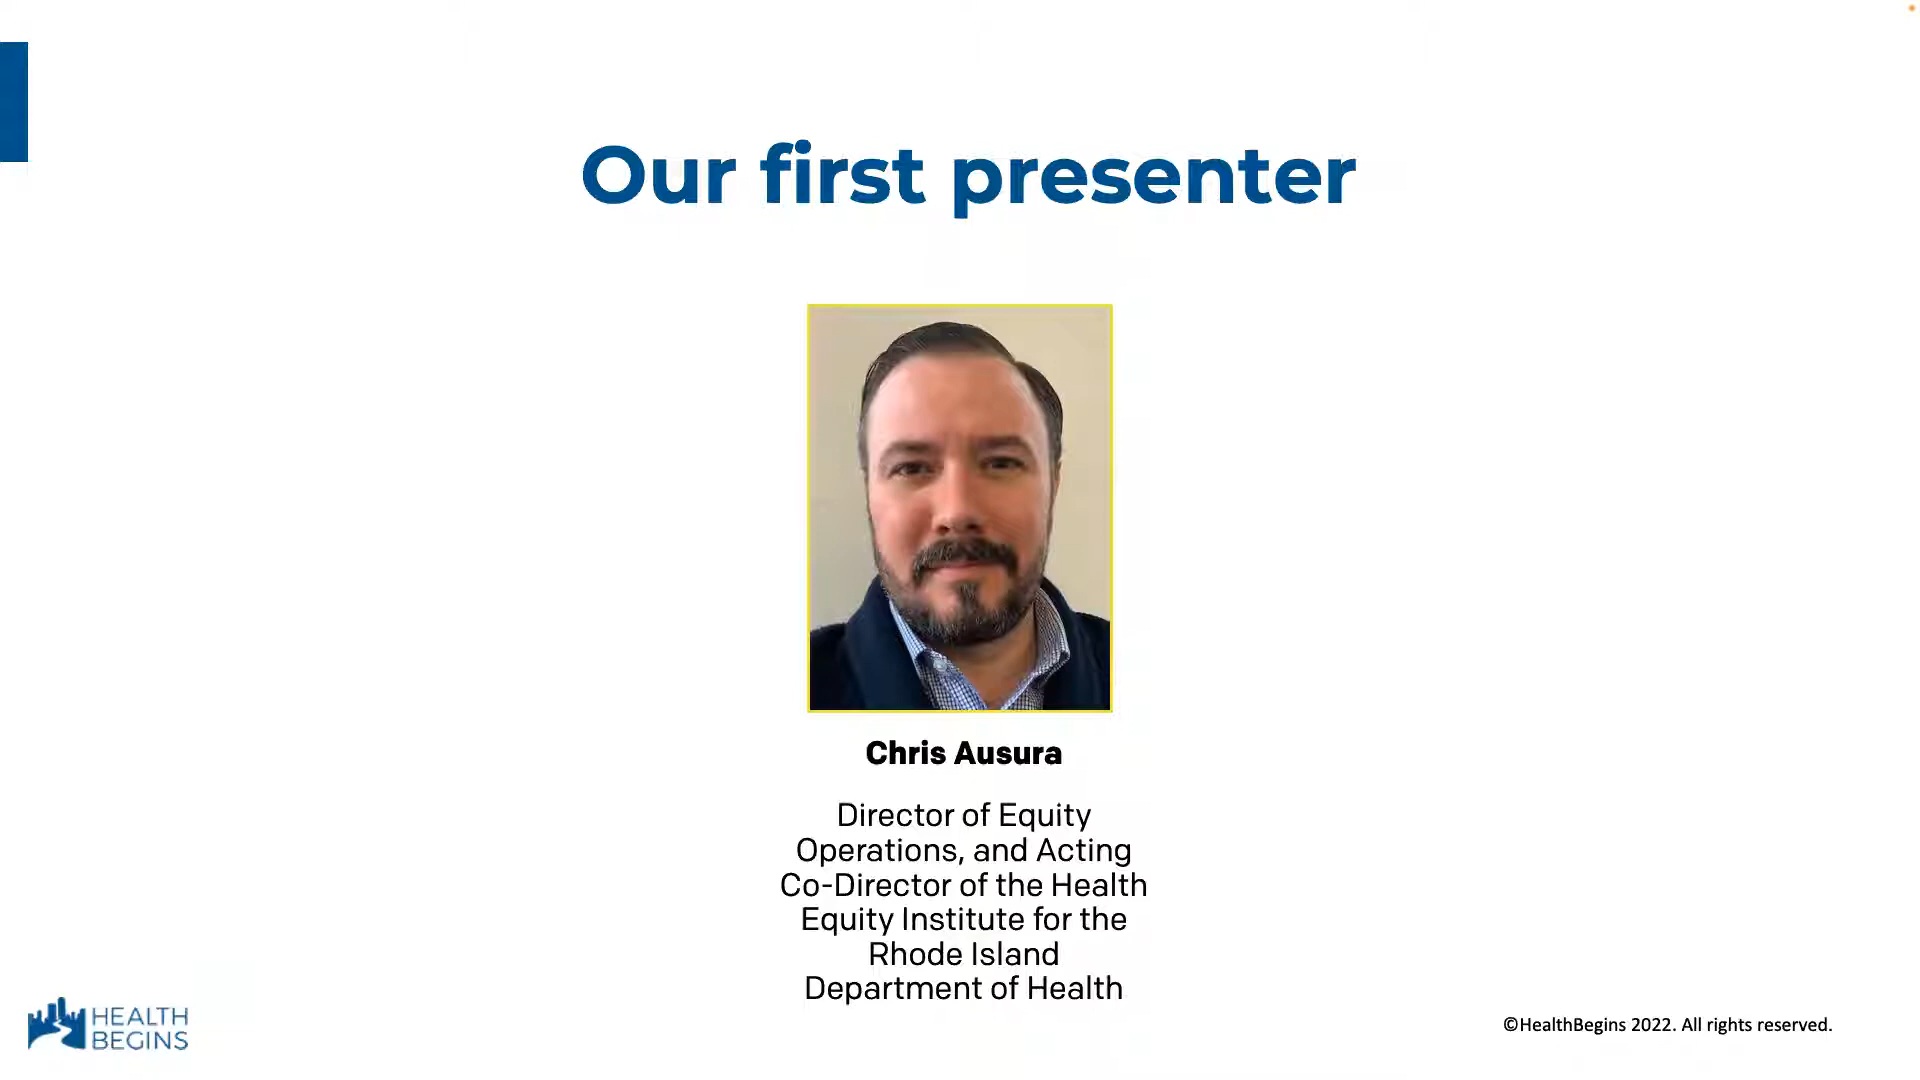 Our first presenter
Chris Ausura
Director of Equity
Operations, and Acting
Co-Director of the Health
Equity Institute for the
Rhode Island
Department of Health
HEALTH
BEGINS
©HealthBegins 2022. All rights reserved.